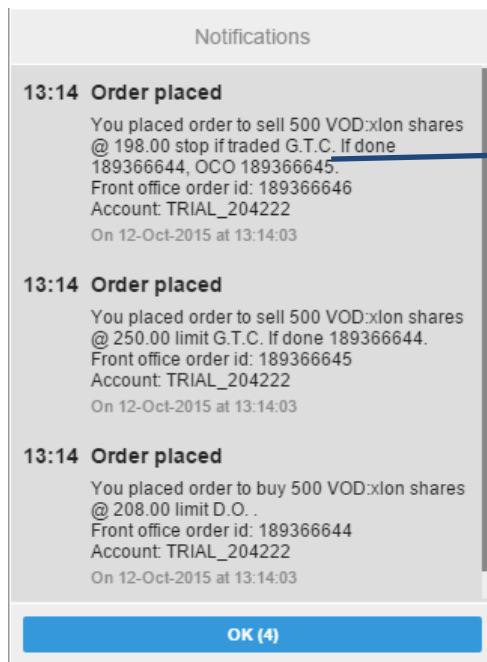 Notifications
13:14 Order placed
You placed order to sell 500 VOD:xlon shares
@ 198.00 stop if traded G.T.C. If done
189366644, OCO 189366645.
Front office order id: 189366646
Account: TRIAL_204222
On 12-Oct-2015 at 13:14:03
13:14 Order placed
You placed order to sell 500 VOD:xlon shares
@ 250.00 limit G.T.C. If done 189366644.
Front office order id: 189366645
Account: TRIAL_204222
On 12-Oct-2015 at 13:14:03
13:14 Order placed
You placed order to buy 500 VOD:xlon shares
@ 208.00 limit D.O. .
Front office order id: 189366644
Account: TRIAL_204222
On 12-Oct-2015 at 13:14:03
OK (4)